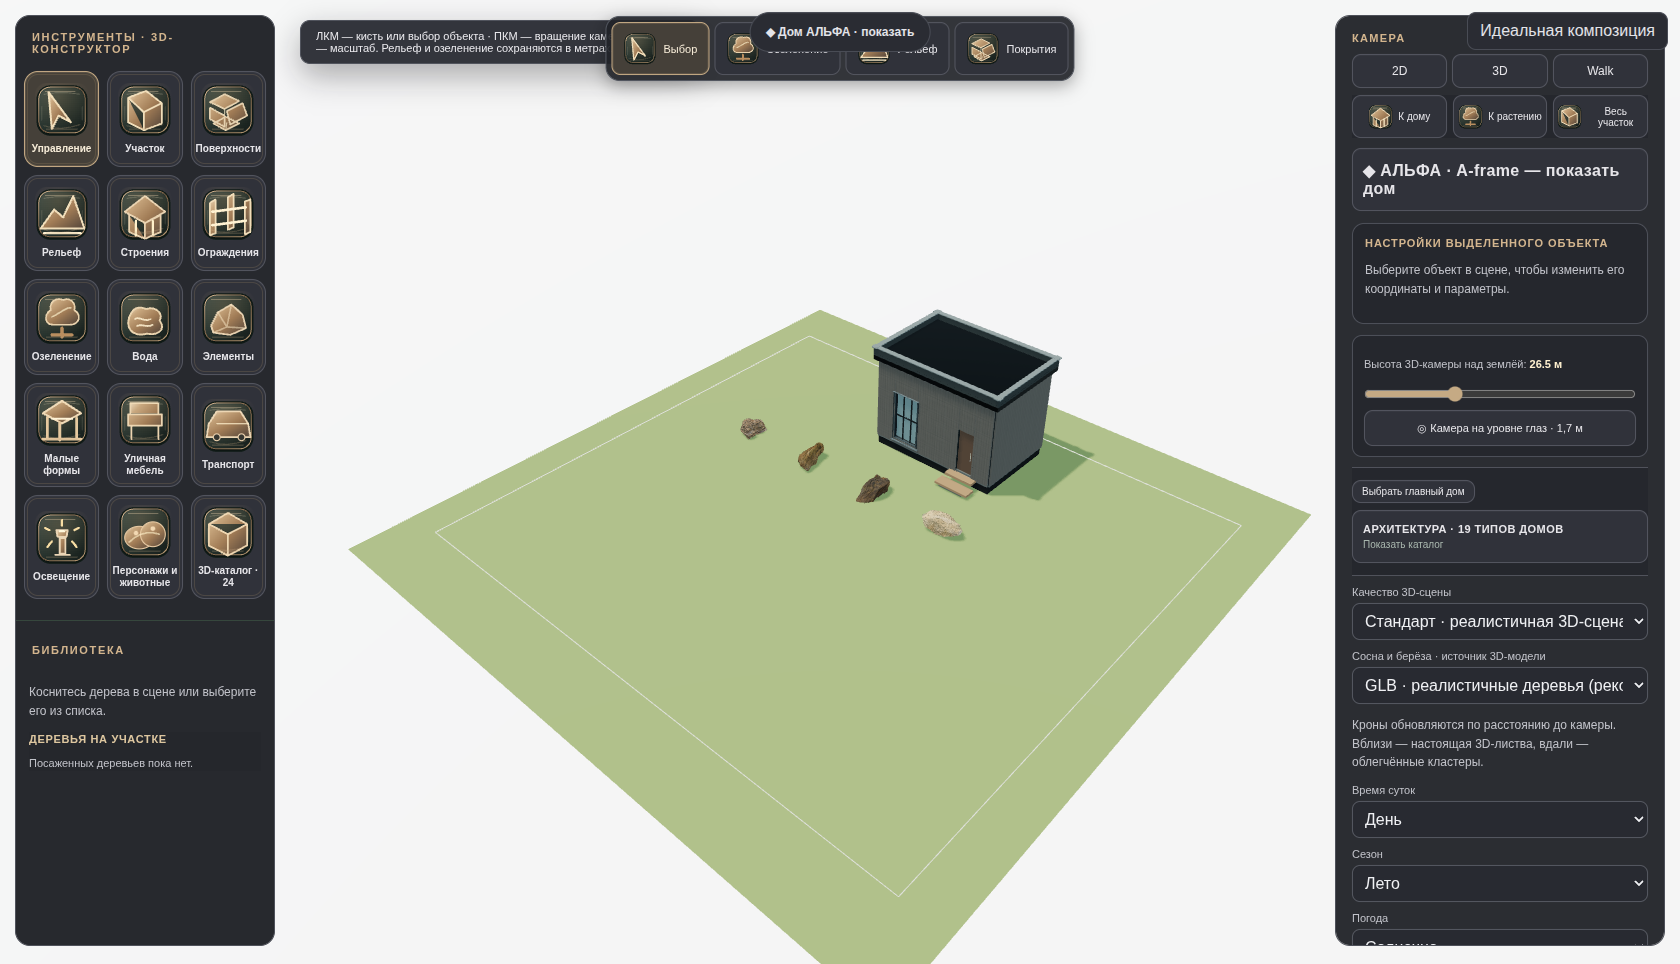 ИНСТРУМЕНТЫ · 3D-
КОНСТРУКТОР
Управление
Участок
Поверхности
Рельеф
Строения
Ограждения
Озеленение
Вода
Элементы
Малые
формы
Уличная
мебель
Транспорт
Освещение
Персонажи и
животные
3D-каталог ·
24
БИБЛИОТЕКА
Коснитесь дерева в сцене или выберите
его из списка.
ДЕРЕВЬЯ НА УЧАСТКЕ
Посаженных деревьев пока нет.
ЛКМ — кисть или выбор объекта · ПКМ — вращение
— масштаб. Рельеф и озеленение сохраняются в
Выбор
◆ Дом АЛЬФА · показать
Покрытия
Идеальная композиция
КАМЕРА
2D
3D
Walk
К дому
К растению
Весь
участок
◆ АЛЬФА · A-frame — показать
дом
НАСТРОЙКИ ВЫДЕЛЕННОГО ОБЪЕКТА
Выберите объект в сцене, чтобы изменить его
координаты и параметры.
Высота 3D-камеры над землёй: 26.5 м
◎ Камера на уровне глаз · 1,7 м
Выбрать главный дом
АРХИТЕКТУРА · 19 ТИПОВ ДОМОВ
Показать каталог
Качество 3D-сцены
Стандарт · реалистичная 3D-сцена
Сосна и берёза · источник 3D-модели
GLB · реалистичные деревья (реко
Кроны обновляются по расстоянию до камеры.
Вблизи — настоящая 3D-листва, вдали —
облегчённые кластеры.
Время суток
День
Сезон
Лето
Погода